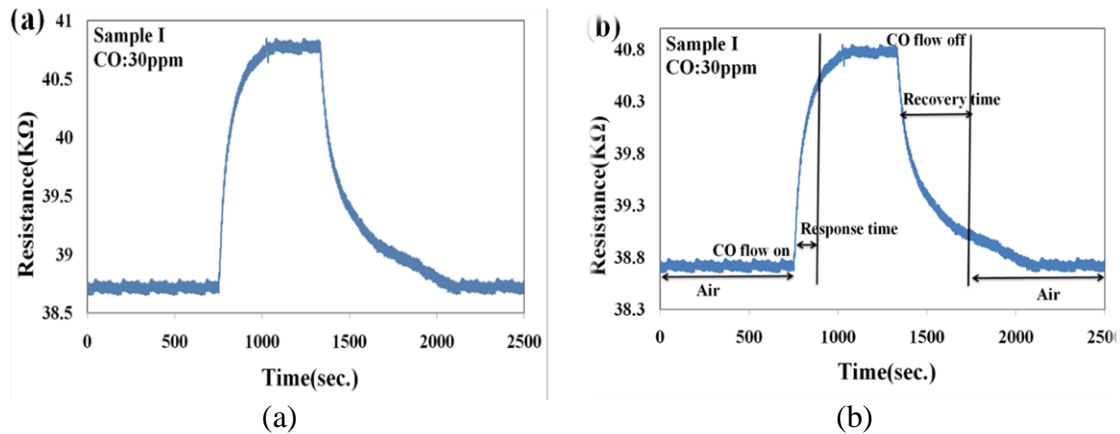 (a)
Sample I
CO:30ppm
Resistance(KΩ)
41
40.5
40
39.5
39
38.5
0 500 1000 1500 2000 2500
Time(sec.)
(a)
(b)
Sample I
CO:30ppm
CO flow off
Recovery time
Response time
CO flow on
Air
Air
Resistance(KΩ)
40.8
40.3
39.8
39.3
38.8
38.3
0 500 1000 1500 2000 2500
Time(sec.)
(b)